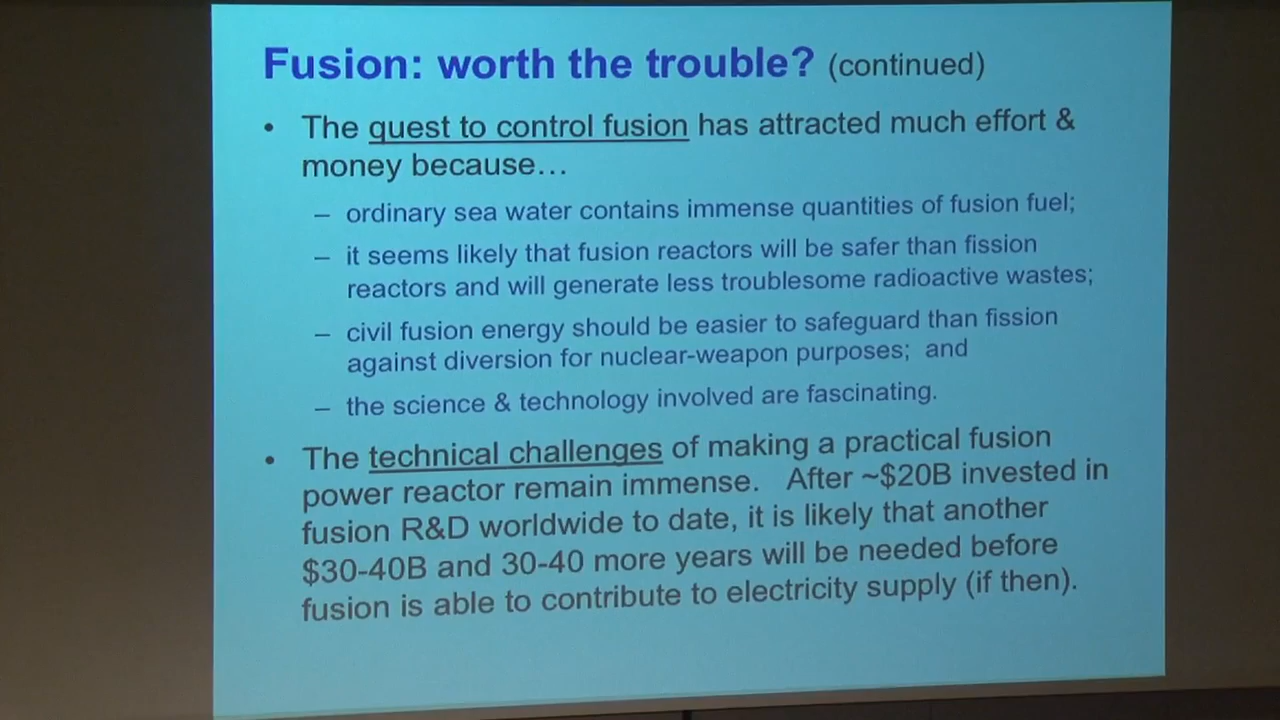 Fusion: worth the trouble? (continued)
• The quest to control fusion has attracted much effort &
money because…
– ordinary sea water contains immense quantities of fusion fuel;
– it seems likely that fusion reactors will be safer than fission
reactors and will generate less troublesome radioactive wastes;
– civil fusion energy should be easier to safeguard than fission
against diversion for nuclear-weapon purposes; and
– the science & technology involved are fascinating.
• The technical challenges of making a practical fusion
power reactor remain immense. After ~$20B invested in
fusion R&D worldwide to date, it is likely that another
$30-40B and 30-40 more years will be needed before
fusion is able to contribute to electricity supply (if then).